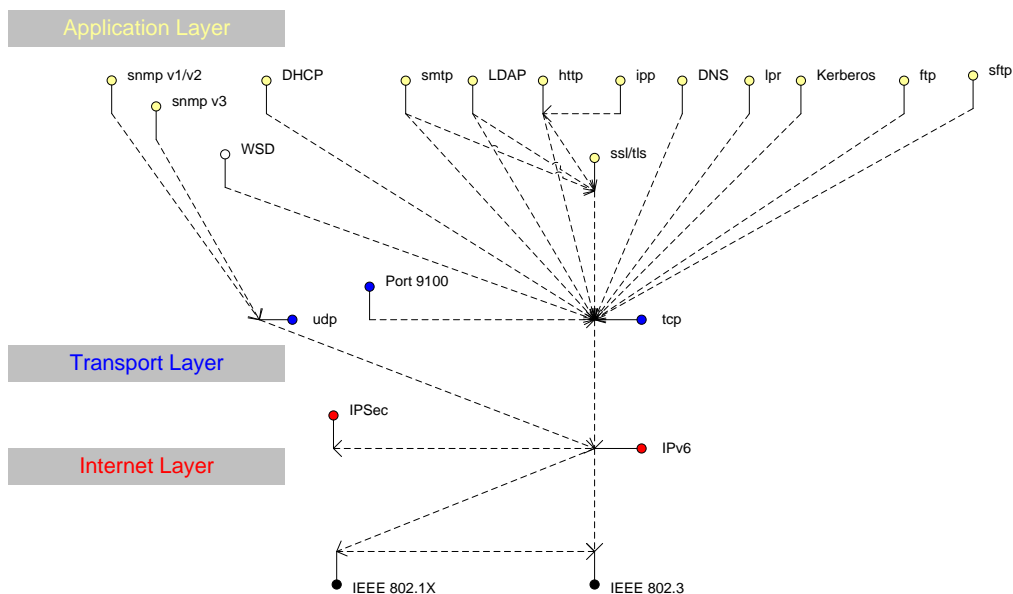 Application Layer
snmp v1/v2
DHCP
smtp
LDAP
http
ipp
DNS
lpr
Kerberos
ftp
sftp
snmp v3
WSD
ssl/tls
Port 9100
udp
tcp
Transport Layer
IPSec
IPv6
Internet Layer
IEEE 802.1X
IEEE 802.3